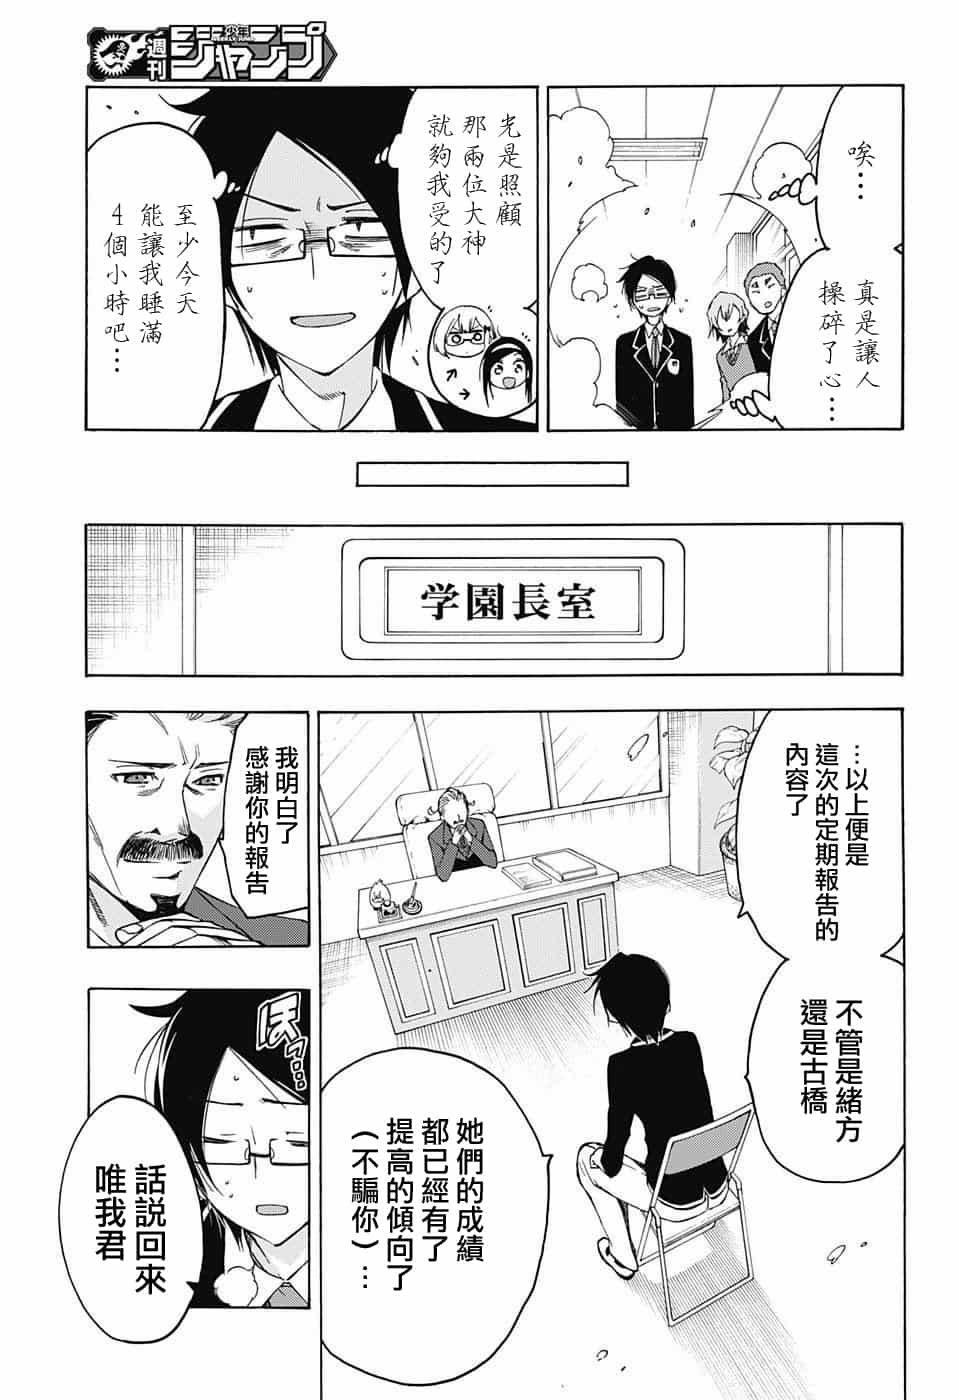 週刊
少年
ジャンプ
唉…
真是讓人
操碎了心…
光是照顧
那兩位大神
就夠我受的了
至少今天
能讓我睡滿
4個小時吧…
学園長室
…以上便是
這次的定期報告的
內容了
不管是緒方
還是古橋
她們的成績
都已經有了
提高的傾向了
(不騙你)…
我明白了
感謝你的報告
ほっ…
話説回來
唯我君